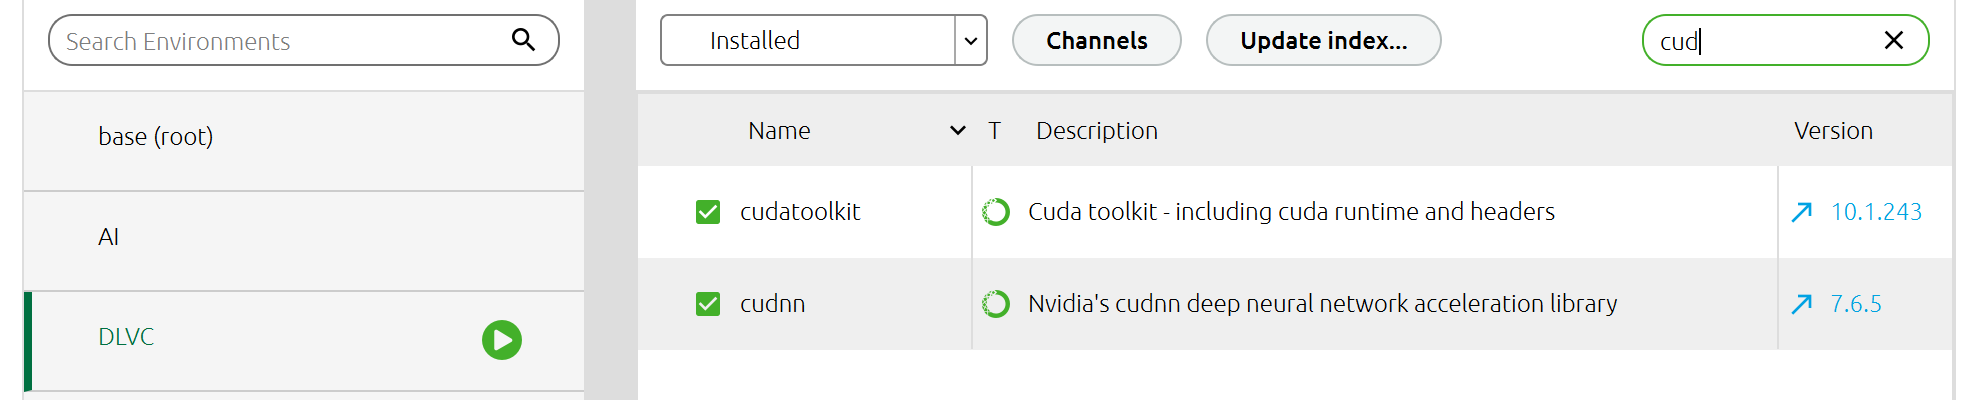 Search Environments
Installed
Channels
Update index...
cud
base (root)
AI
DLVC
Name T Description Version
cudatoolkit Cuda toolkit - including cuda runtime and headers 10.1.243
cudnn Nvidia's cudnn deep neural network acceleration library 7.6.5